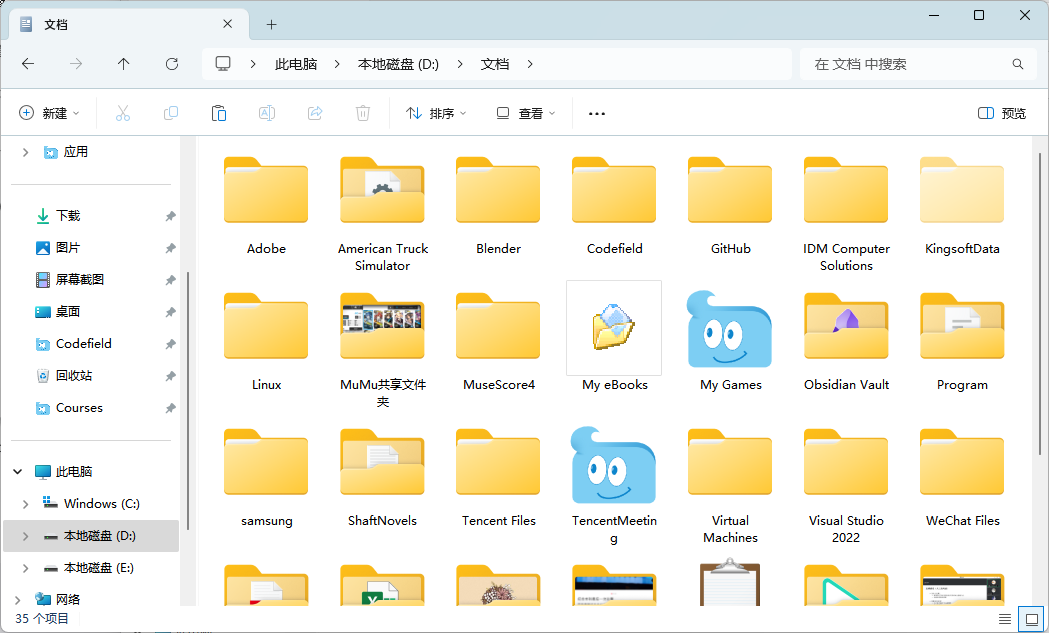 文档
此电脑
本地磁盘 (D:)
文档
在 文档 中搜索
新建
排序
查看
预览
应用
下载
图片
屏幕截图
桌面
Codefield
回收站
Courses
此电脑
Windows (C:)
本地磁盘 (D:)
本地磁盘 (E:)
网络
Adobe
American Truck
Simulator
Blender
Codefield
GitHub
IDM Computer
Solutions
KingsoftData
Linux
MuMu共享文件
夹
MuseScore4
My eBooks
My Games
Obsidian Vault
Program
samsung
ShaftNovels
Tencent Files
TencentMeetin
g
Virtual
Machines
Visual Studio
2022
WeChat Files
35 个项目